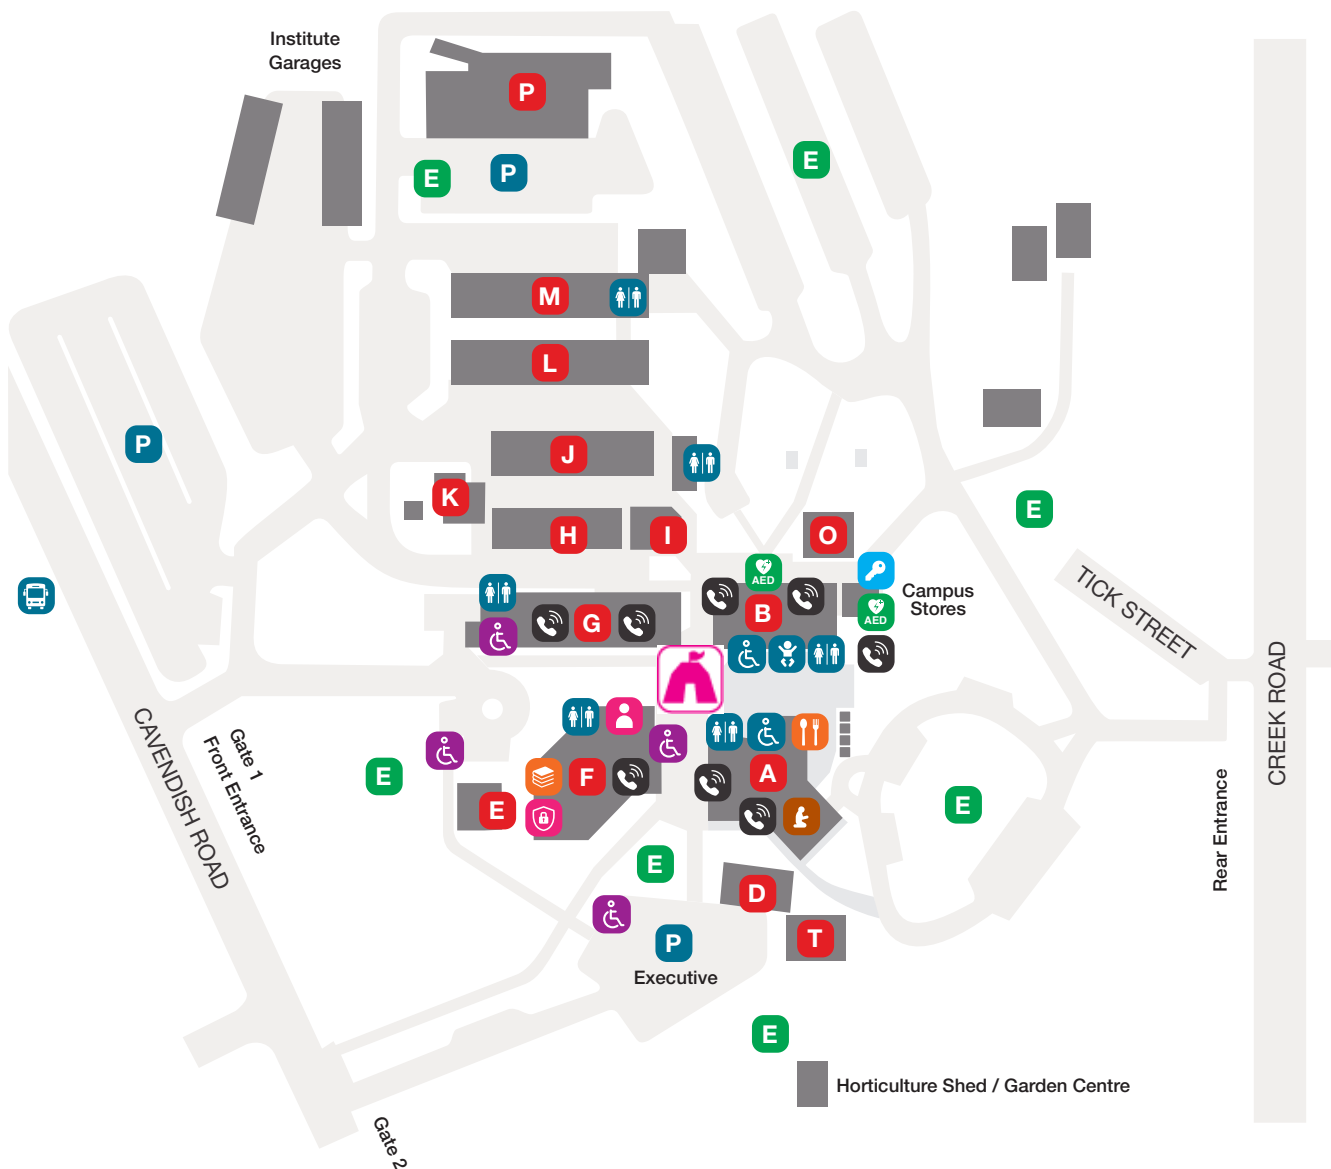 Institute
Garages
P
E
P
E
M
L
P
J
K
E
H
I
O
AED
Campus
Stores
TICK STREET
B
AED
G
CREEK ROAD
CAVENDISH ROAD
Gate 1
Front Entrance
E
F
A
E
E
Rear Entrance
E
D
P
T
Executive
E
Horticulture Shed / Garden Centre
Gate 2